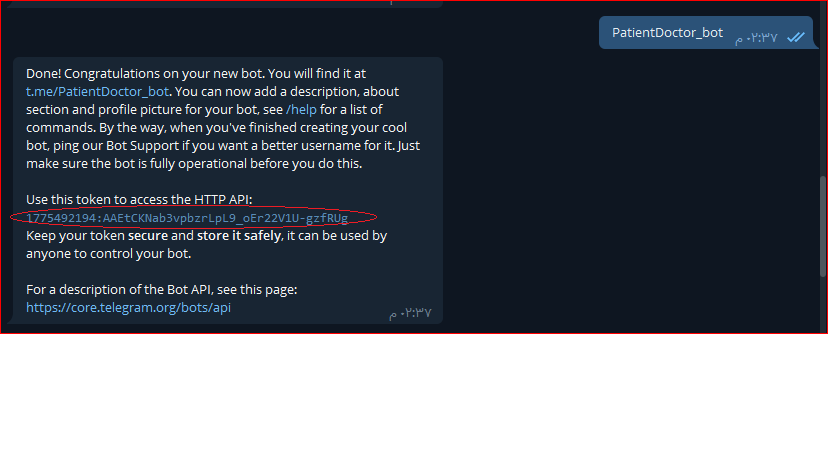 PatientDoctor_bot
۰۲:۳۷ م
Done! Congratulations on your new bot. You will find it at
t.me/PatientDoctor_bot. You can now add a description, about
section and profile picture for your bot, see /help for a list of
commands. By the way, when you've finished creating your cool
bot, ping our Bot Support if you want a better username for it. Just
make sure the bot is fully operational before you do this.
Use this token to access the HTTP API:
1775492194:AAEtCKNab3vpbzrLpL9_oEr22V1U-gzfRUg
Keep your token secure and store it safely, it can be used by
anyone to control your bot.
For a description of the Bot API, see this page:
https://core.telegram.org/bots/api
۰۲:۳۷ م